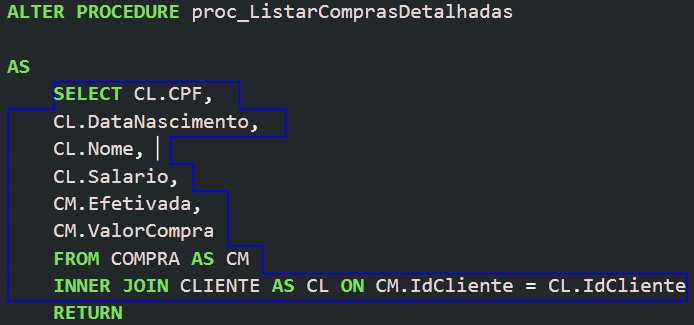 ALTER PROCEDURE proc_ListarComprasDetalhadas
AS
SELECT CL.CPF,
CL.DataNascimento,
CL.Nome,
CL.Salario,
CM.Efetivada,
CM.ValorCompra
FROM COMPRA AS CM
INNER JOIN CLIENTE AS CL ON CM.IdCliente = CL.IdCliente
RETURN